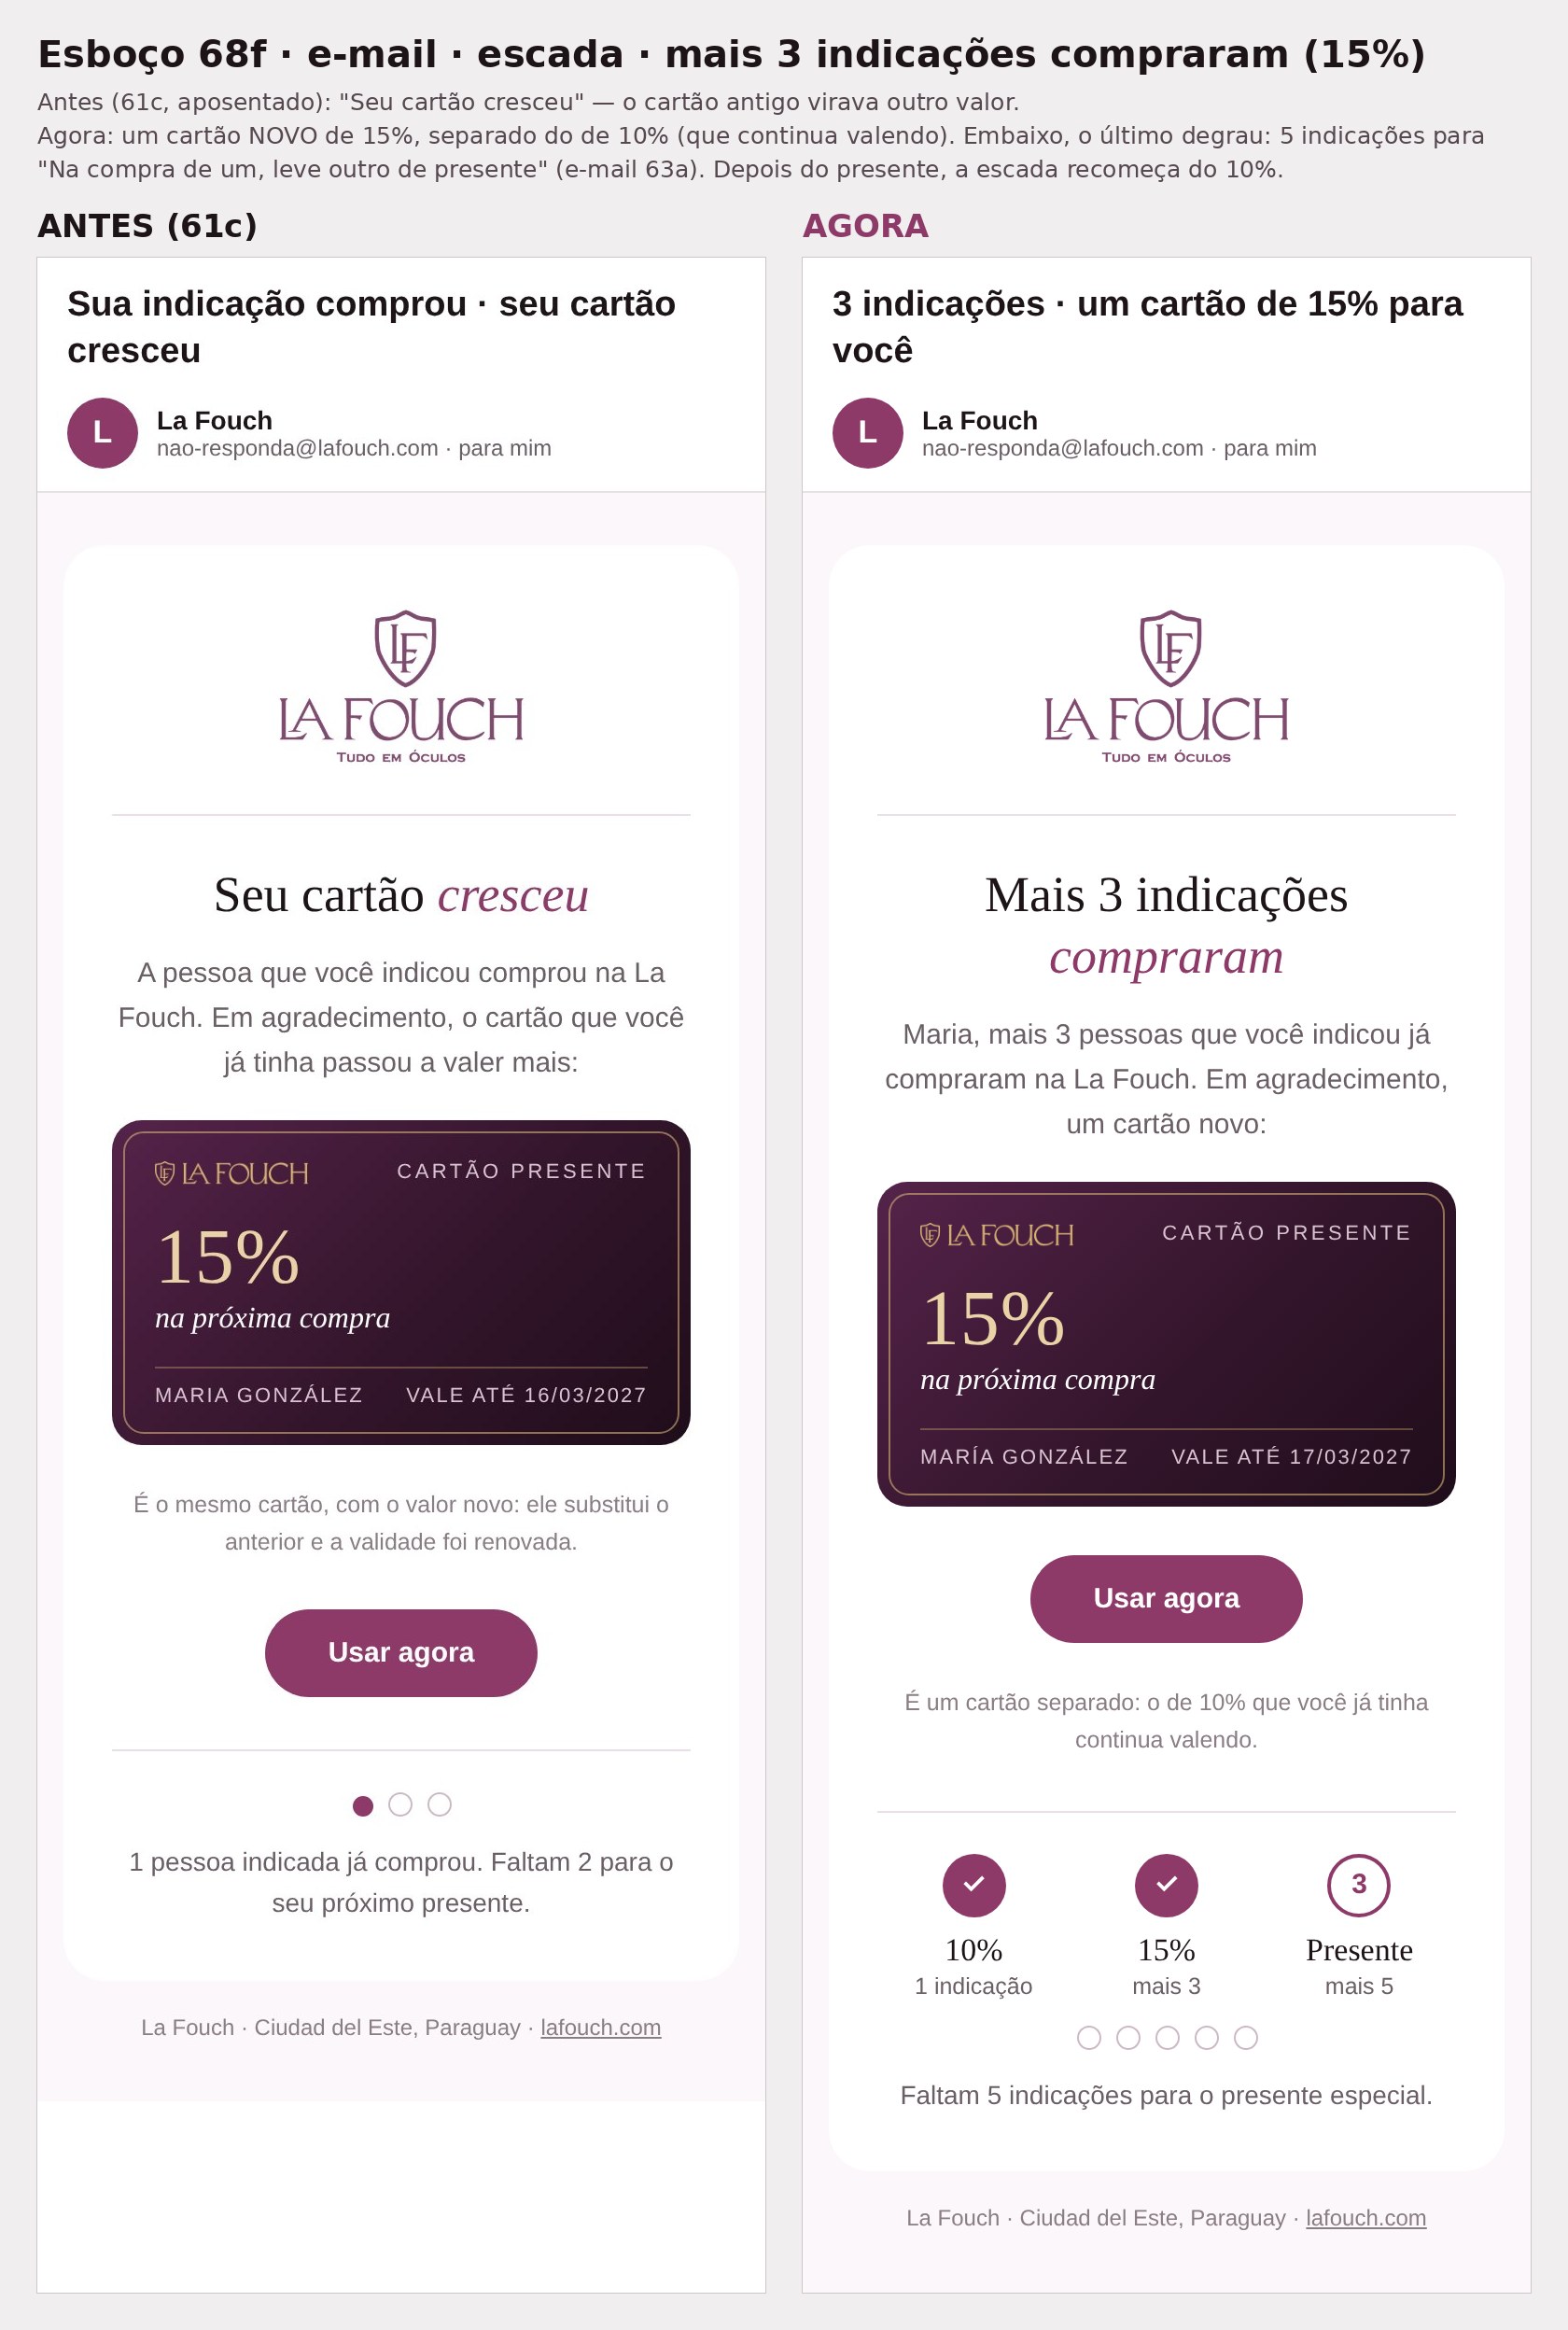 Esboço 68f · e-mail · escada · mais 3 indicações compraram (15%)
Antes (61c, aposentado): "Seu cartão cresceu" — o cartão antigo virava outro valor.
Agora: um cartão NOVO de 15%, separado do de 10% (que continua valendo). Embaixo, o último degrau: 5 indicações para
"Na compra de um, leve outro de presente" (e-mail 63a). Depois do presente, a escada recomeça do 10%.
ANTES (61c)
Sua indicação comprou · seu cartão
cresceu
L
La Fouch
nao-responda@lafouch.com · para mim
LF
LA FOUCH
Tudo em Óculos
Seu cartão cresceu
A pessoa que você indicou comprou na La
Fouch. Em agradecimento, o cartão que você
já tinha passou a valer mais:
LF LA FOUCH CARTÃO PRESENTE
15%
na próxima compra
MARIA GONZÁLEZ VALE ATÉ 16/03/2027
É o mesmo cartão, com o valor novo: ele substitui o
anterior e a validade foi renovada.
Usar agora
1 pessoa indicada já comprou. Faltam 2 para o
seu próximo presente.
La Fouch · Ciudad del Este, Paraguay · lafouch.com
AGORA
3 indicações · um cartão de 15% para
você
L
La Fouch
nao-responda@lafouch.com · para mim
LF
LA FOUCH
Tudo em Óculos
Mais 3 indicações
compraram
Maria, mais 3 pessoas que você indicou já
compraram na La Fouch. Em agradecimento,
um cartão novo:
LF LA FOUCH CARTÃO PRESENTE
15%
na próxima compra
MARÍA GONZÁLEZ VALE ATÉ 17/03/2027
Usar agora
É um cartão separado: o de 10% que você já tinha
continua valendo.
3
10% 15% Presente
1 indicação mais 3 mais 5
Faltam 5 indicações para o presente especial.
La Fouch · Ciudad del Este, Paraguay · lafouch.com